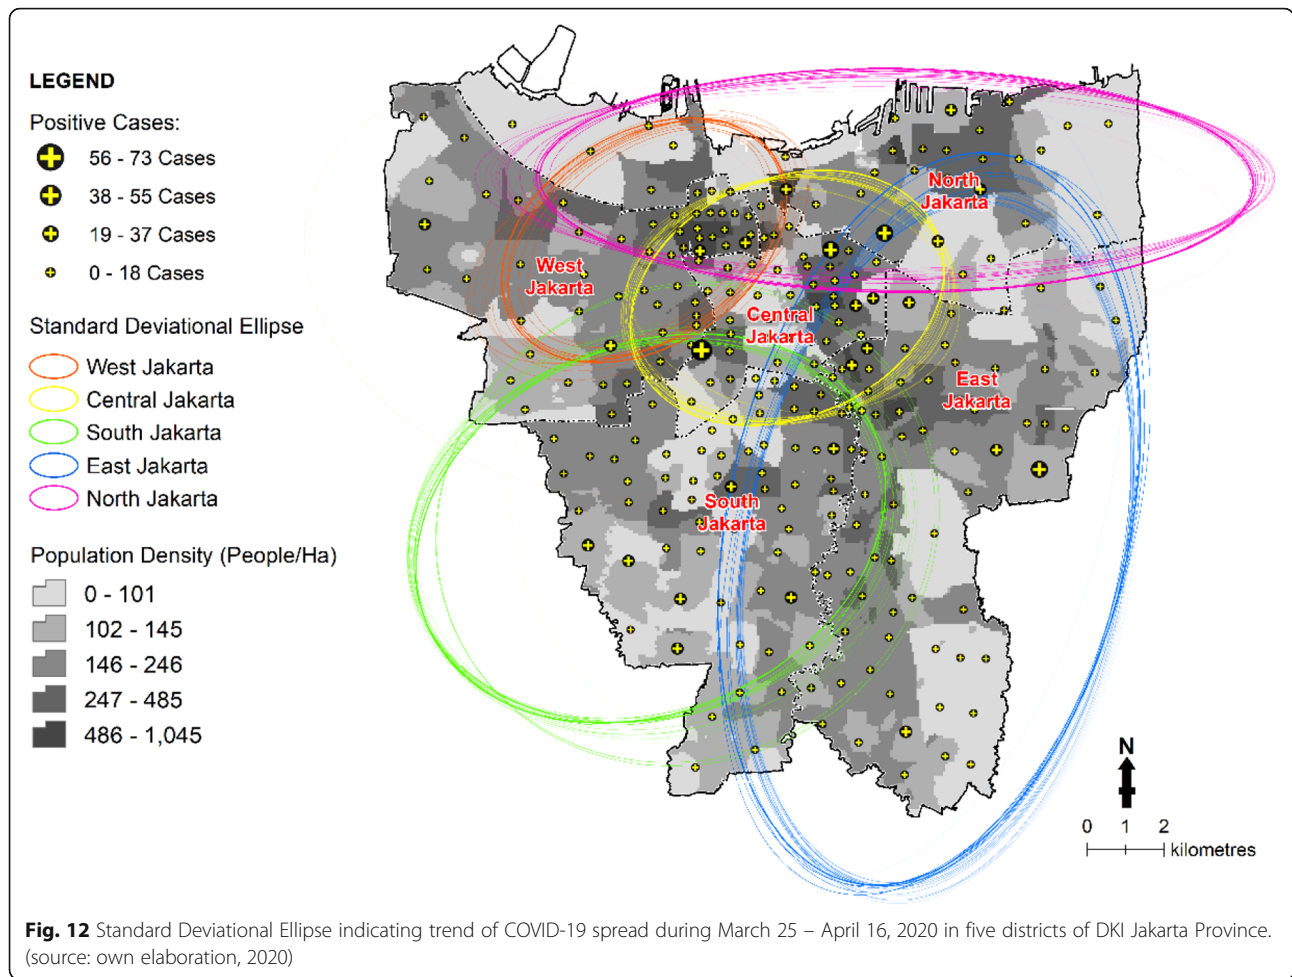 LEGEND
Positive Cases:
56 - 73 Cases
38 - 55 Cases
19 - 37 Cases
0 - 18 Cases
Standard Deviational Ellipse
West Jakarta
Central Jakarta
South Jakarta
East Jakarta
North Jakarta
Population Density (People/Ha)
0 - 101
102 - 145
146 - 246
247 - 485
486 - 1,045
North
Jakarta
West
Jakarta
Central
Jakarta
East
Jakarta
South
Jakarta
N
0 1 2
kilometres
Fig. 12 Standard Deviational Ellipse indicating trend of COVID-19 spread during March 25 – April 16, 2020 in five districts of DKI Jakarta Province.
(source: own elaboration, 2020)